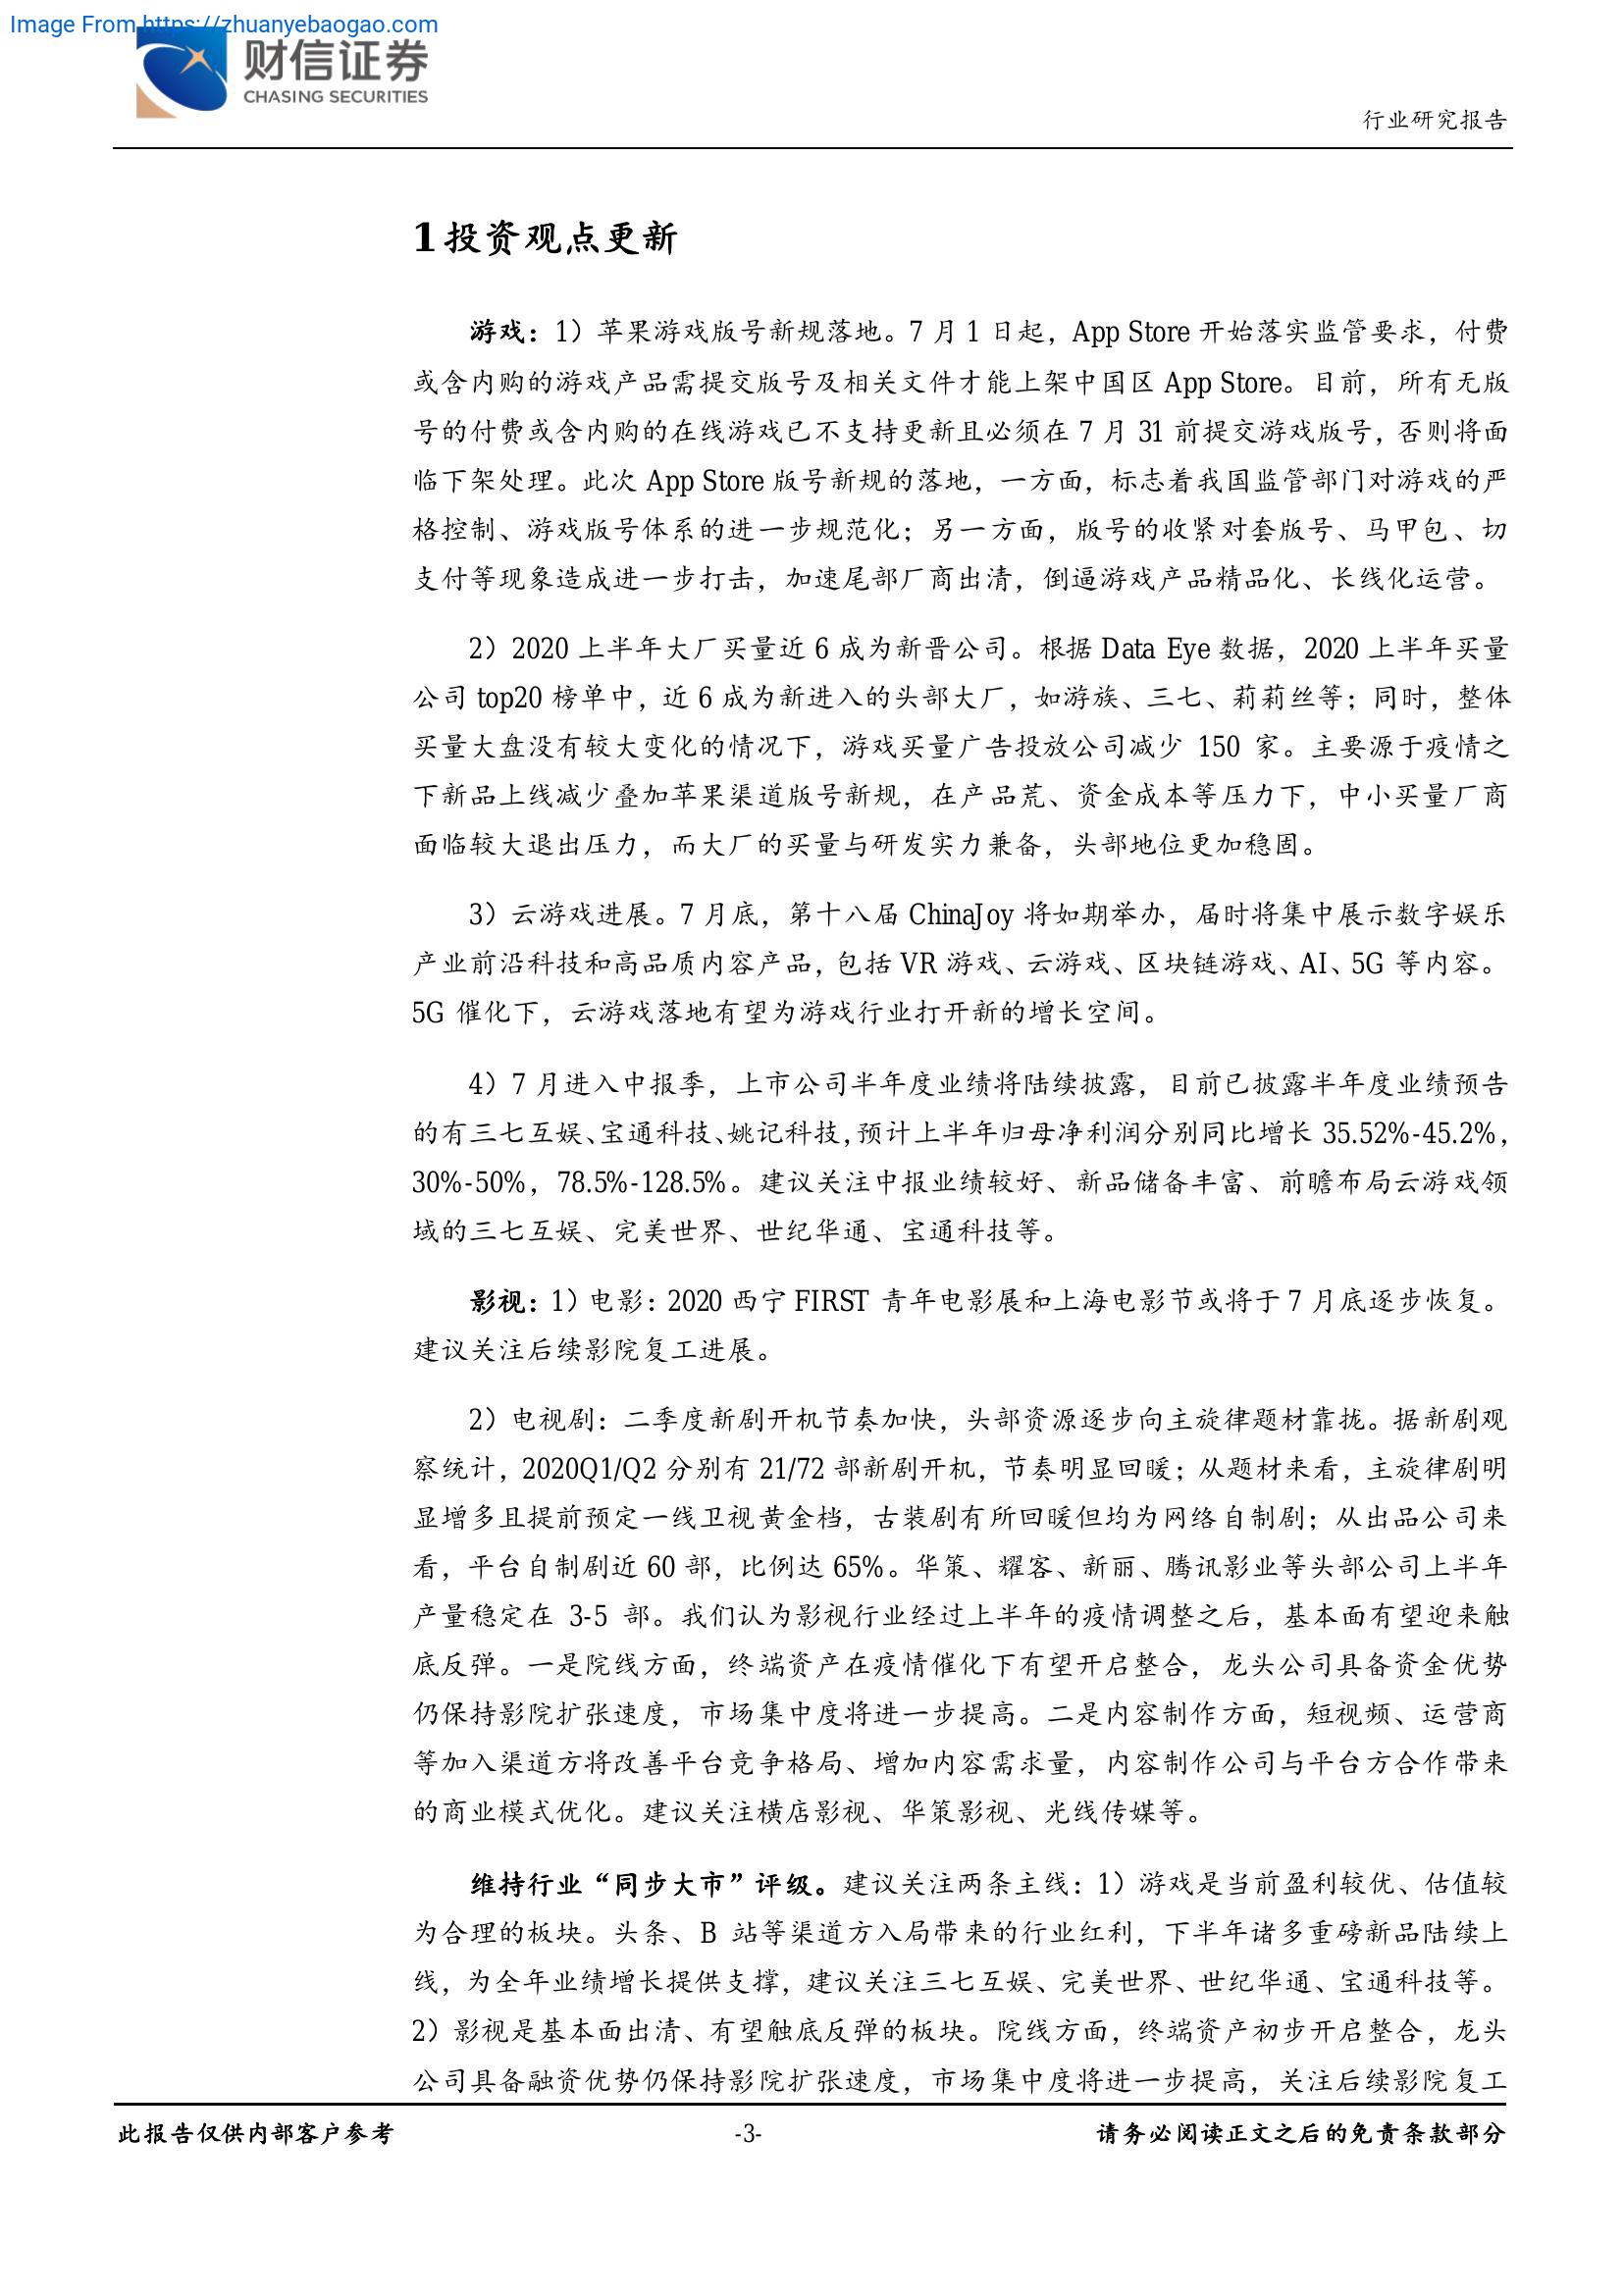 Image From https://zhuanyebaogao.com
财信证券
CHASING SECURITIES
行业研究报告
1投资观点更新
游戏：1）苹果游戏版号新规落地。7 月 1 日起，App Store 开始落实监管要求，付费
或含内购的游戏产品需提交版号及相关文件才能上架中国区 App Store。目前，所有无版
号的付费或含内购的在线游戏已不支持更新且必须在 7 月 31 前提交游戏版号，否则将面
临下架处理。此次 App Store 版号新规的落地，一方面，标志着我国监管部门对游戏的严
格控制、游戏版号体系的进一步规范化；另一方面，版号的收紧对套版号、马甲包、切
支付等现象造成进一步打击，加速尾部厂商出清，倒逼游戏产品精品化、长线化运营。
2）2020 上半年大厂买量近 6 成为新晋公司。根据 Data Eye 数据，2020 上半年买量
公司 top20 榜单中，近 6 成为新进入的头部大厂，如游族、三七、莉莉丝等；同时，整体
买量大盘没有较大变化的情况下，游戏买量广告投放公司减少 150 家。主要源于疫情之
下新品上线减少叠加苹果渠道版号新规，在产品荒、资金成本等压力下，中小买量厂商
面临较大退出压力，而大厂的买量与研发实力兼备，头部地位更加稳固。
3）云游戏进展。7 月底，第十八届 ChinaJoy 将如期举办，届时将集中展示数字娱乐
产业前沿科技和高品质内容产品，包括 VR 游戏、云游戏、区块链游戏、AI、5G 等内容。
5G 催化下，云游戏落地有望为游戏行业打开新的增长空间。
4）7 月进入中报季，上市公司半年度业绩将陆续披露，目前已披露半年度业绩预告
的有三七互娱、宝通科技、姚记科技，预计上半年归母净利润分别同比增长 35.52%-45.2%，
30%-50%，78.5%-128.5%。建议关注中报业绩较好、新品储备丰富、前瞻布局云游戏领
域的三七互娱、完美世界、世纪华通、宝通科技等。
影视：1）电影：2020 西宁 FIRST 青年电影展和上海电影节或将于 7 月底逐步恢复。
建议关注后续影院复工进展。
2）电视剧：二季度新剧开机节奏加快，头部资源逐步向主旋律题材靠拢。据新剧观
察统计，2020Q1/Q2 分别有 21/72 部新剧开机，节奏明显回暖；从题材来看，主旋律剧明
显增多且提前预定一线卫视黄金档，古装剧有所回暖但均为网络自制剧；从出品公司来
看，平台自制剧近 60 部，比例达 65%。华策、耀客、新丽、腾讯影业等头部公司上半年
产量稳定在 3-5 部。我们认为影视行业经过上半年的疫情调整之后，基本面有望迎来触
底反弹。一是院线方面，终端资产在疫情催化下有望开启整合，龙头公司具备资金优势
仍保持影院扩张速度，市场集中度将进一步提高。二是内容制作方面，短视频、运营商
等加入渠道方将改善平台竞争格局、增加内容需求量，内容制作公司与平台方合作带来
的商业模式优化。建议关注横店影视、华策影视、光线传媒等。
维持行业“同步大市”评级。建议关注两条主线：1）游戏是当前盈利较优、估值较
为合理的板块。头条、B 站等渠道方入局带来的行业红利，下半年诸多重磅新品陆续上
线，为全年业绩增长提供支撑，建议关注三七互娱、完美世界、世纪华通、宝通科技等。
2）影视是基本面出清、有望触底反弹的板块。院线方面，终端资产初步开启整合，龙头
公司具备融资优势仍保持影院扩张速度，市场集中度将进一步提高，关注后续影院复工
此报告仅供内部客户参考
-3-
请务必阅读正文之后的免责条款部分